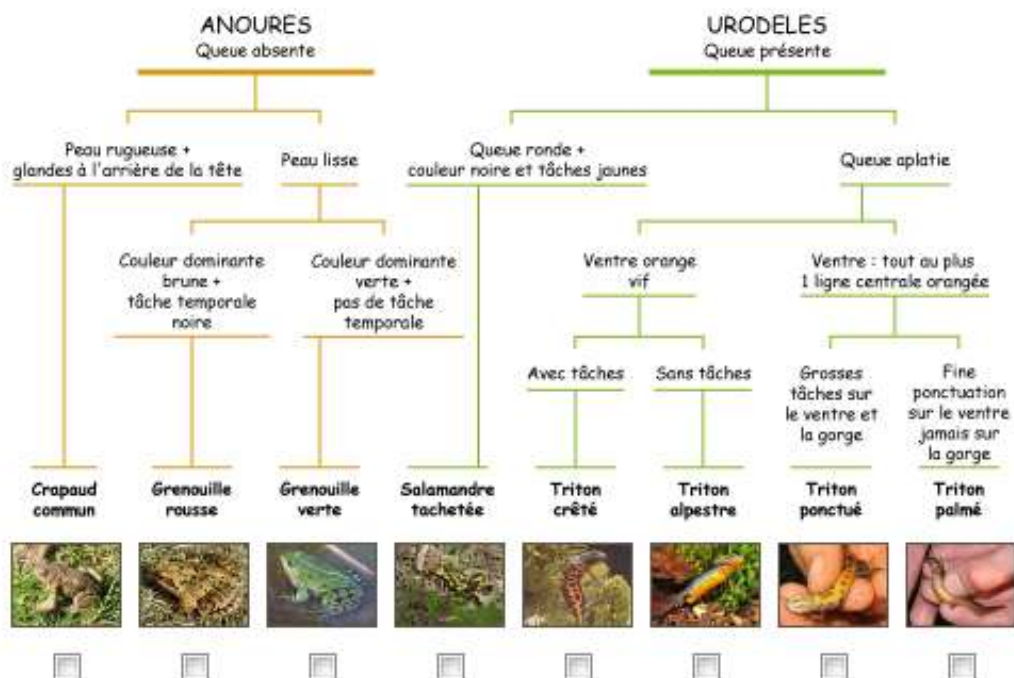 ANOURES
Queue absente
URODELES
Queue présente
Peau rugueuse +
glandes à l'arrière de la tête
Peau lisse
Queue ronde +
couleur noire et tâches jaunes
Queue aplatie
Couleur dominante
brune +
tâche temporale
noire
Couleur dominante
verte +
pas de tâche
temporale
Ventre orange
vif
Ventre : tout au plus
1 ligne centrale orangée
Avec tâches
Sans tâches
Grosses
tâches sur
le ventre et
la gorge
Fine
ponctuation
sur le ventre
jamais sur
la gorge
Crapaud
commun
Grenouille
rousse
Grenouille
verte
Salamandre
tachetée
Triton
crêté
Triton
alpestre
Triton
ponctué
Triton
palmé